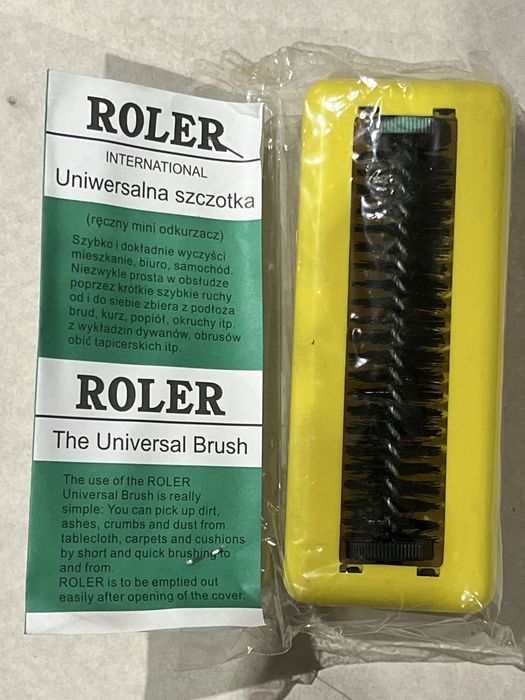 ROLER
INTERNATIONAL
Uniwersalna szczotka
(ręczny mini odkurzacz)
Szybko i dokładnie wyczyści
mieszkanie, biuro, samochód.
Niezwykle prosta w obsłudze
poprzez krótkie szybkie ruchy
od i do siebie zbiera z podłoża
brud, kurz, popiół, okruchy itp.
z wykładzin dywanów, obrusów
obić tapicerskich itp.
ROLER
The Universal Brush
The use of the ROLER
Universal Brush is really
simple: You can pick up dirt,
ashes, crumbs and dust from
tablecloth, carpets and cushions
by short and quick brushing to
and from.
ROLER is to be emptied out
easily after opening of the cover.